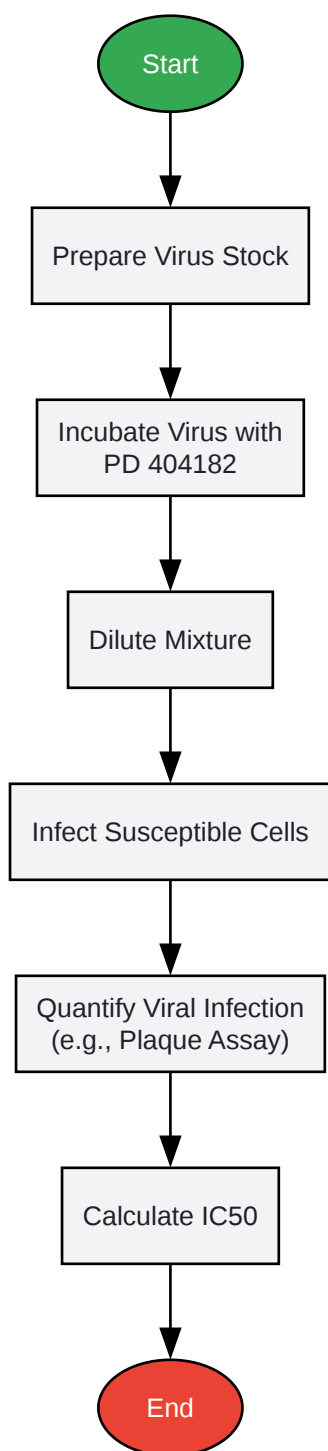 Start
Prepare Virus Stock
Incubate Virus with
PD 404182
Dilute Mixture
Infect Susceptible Cells
Quantify Viral Infection
(e.g., Plaque Assay)
Calculate IC50
End